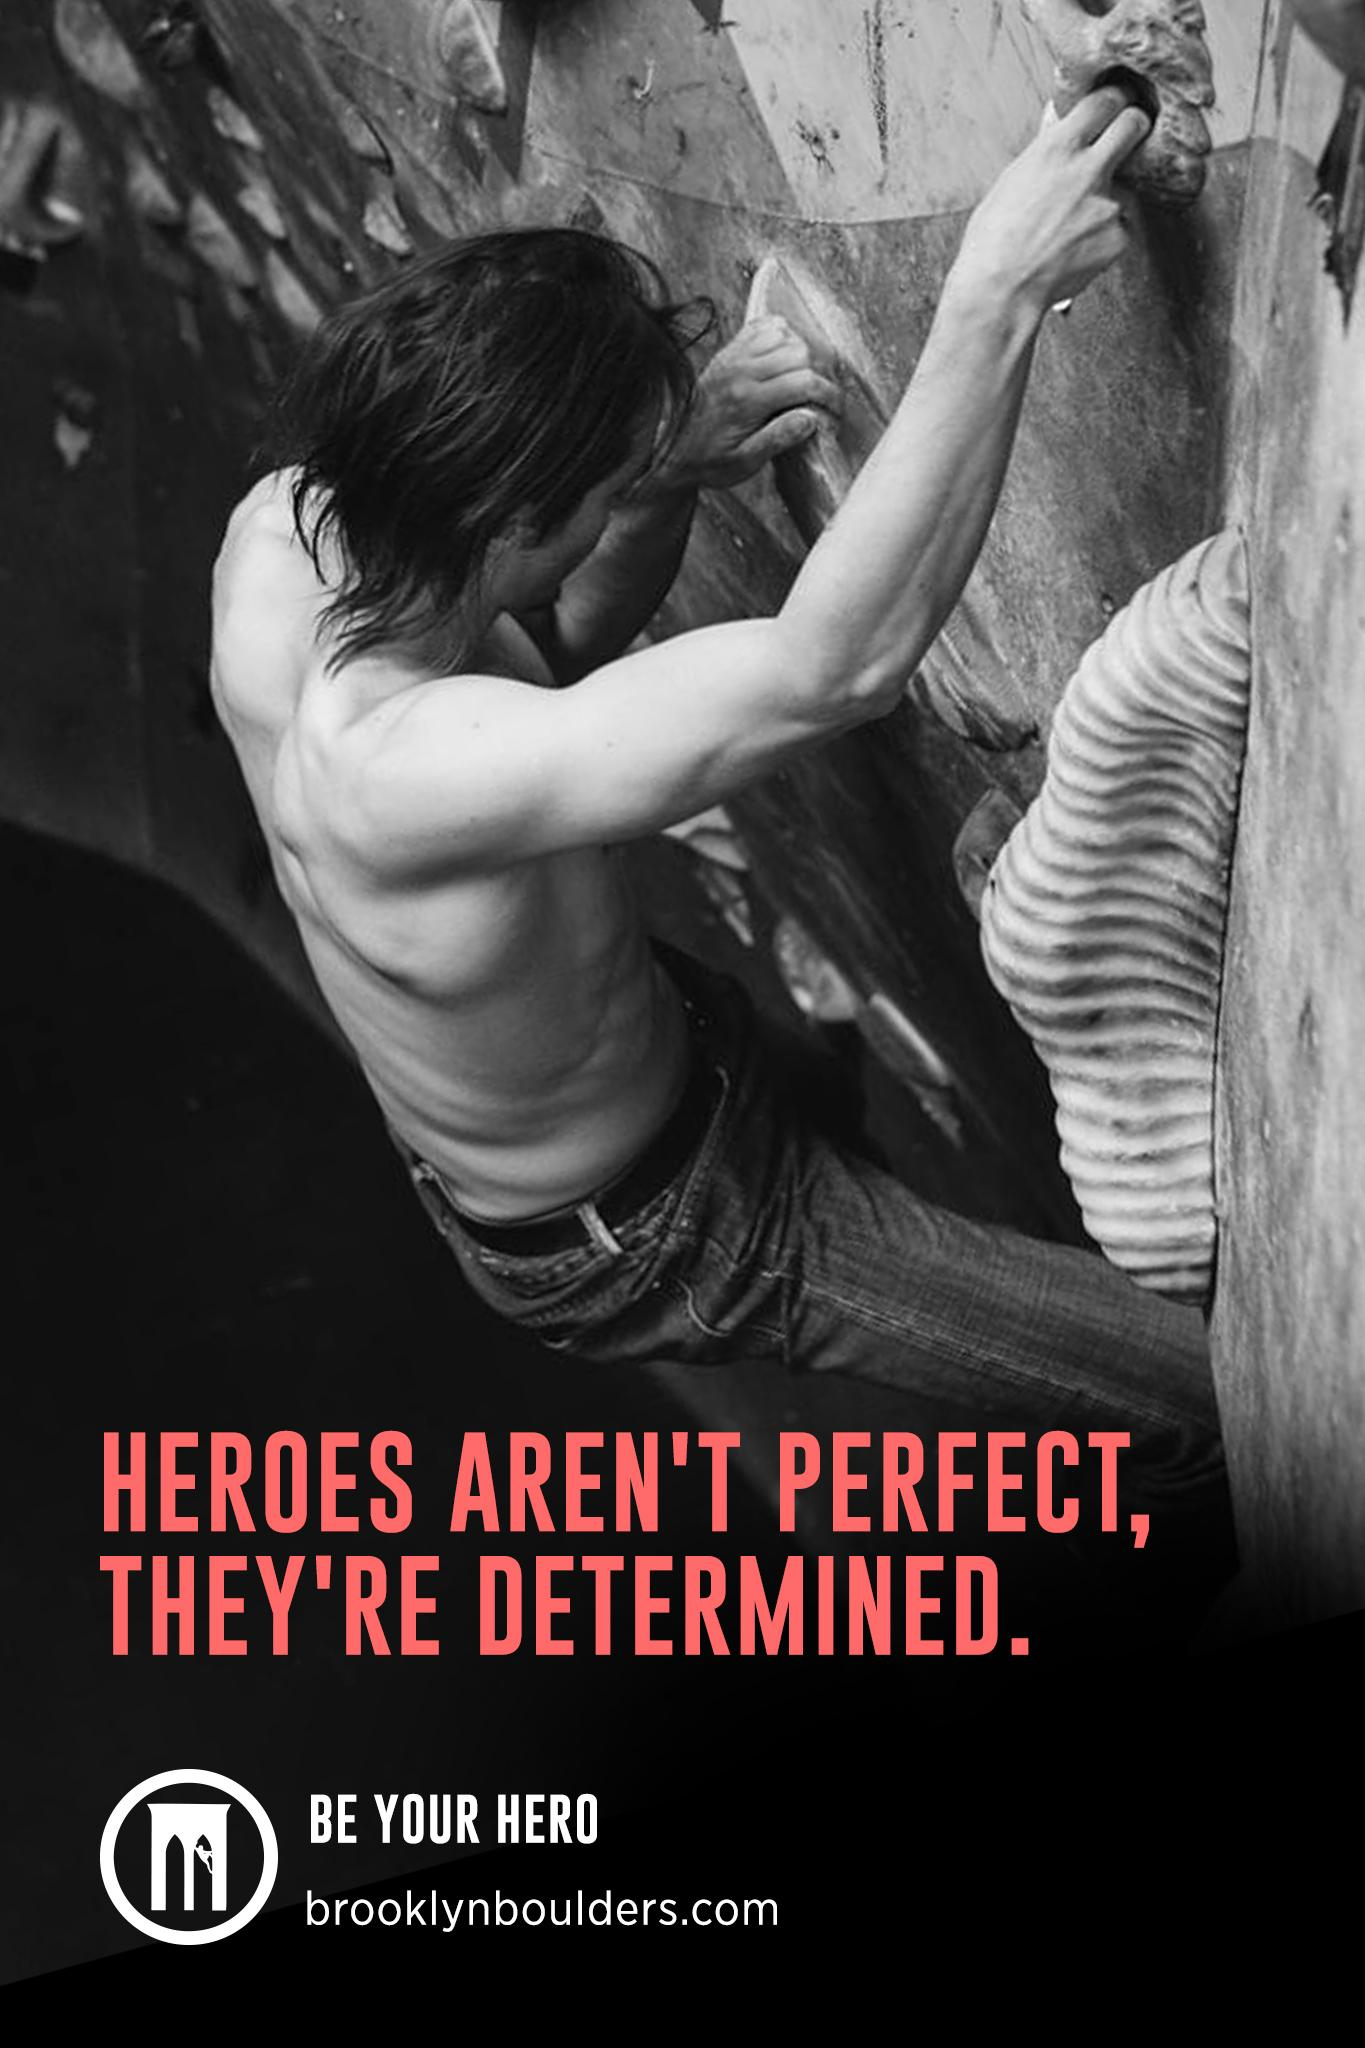 HEROES AREN'T PERFECT,
THEY'RE DETERMINED.
BE YOUR HERO
brooklynboulders.com